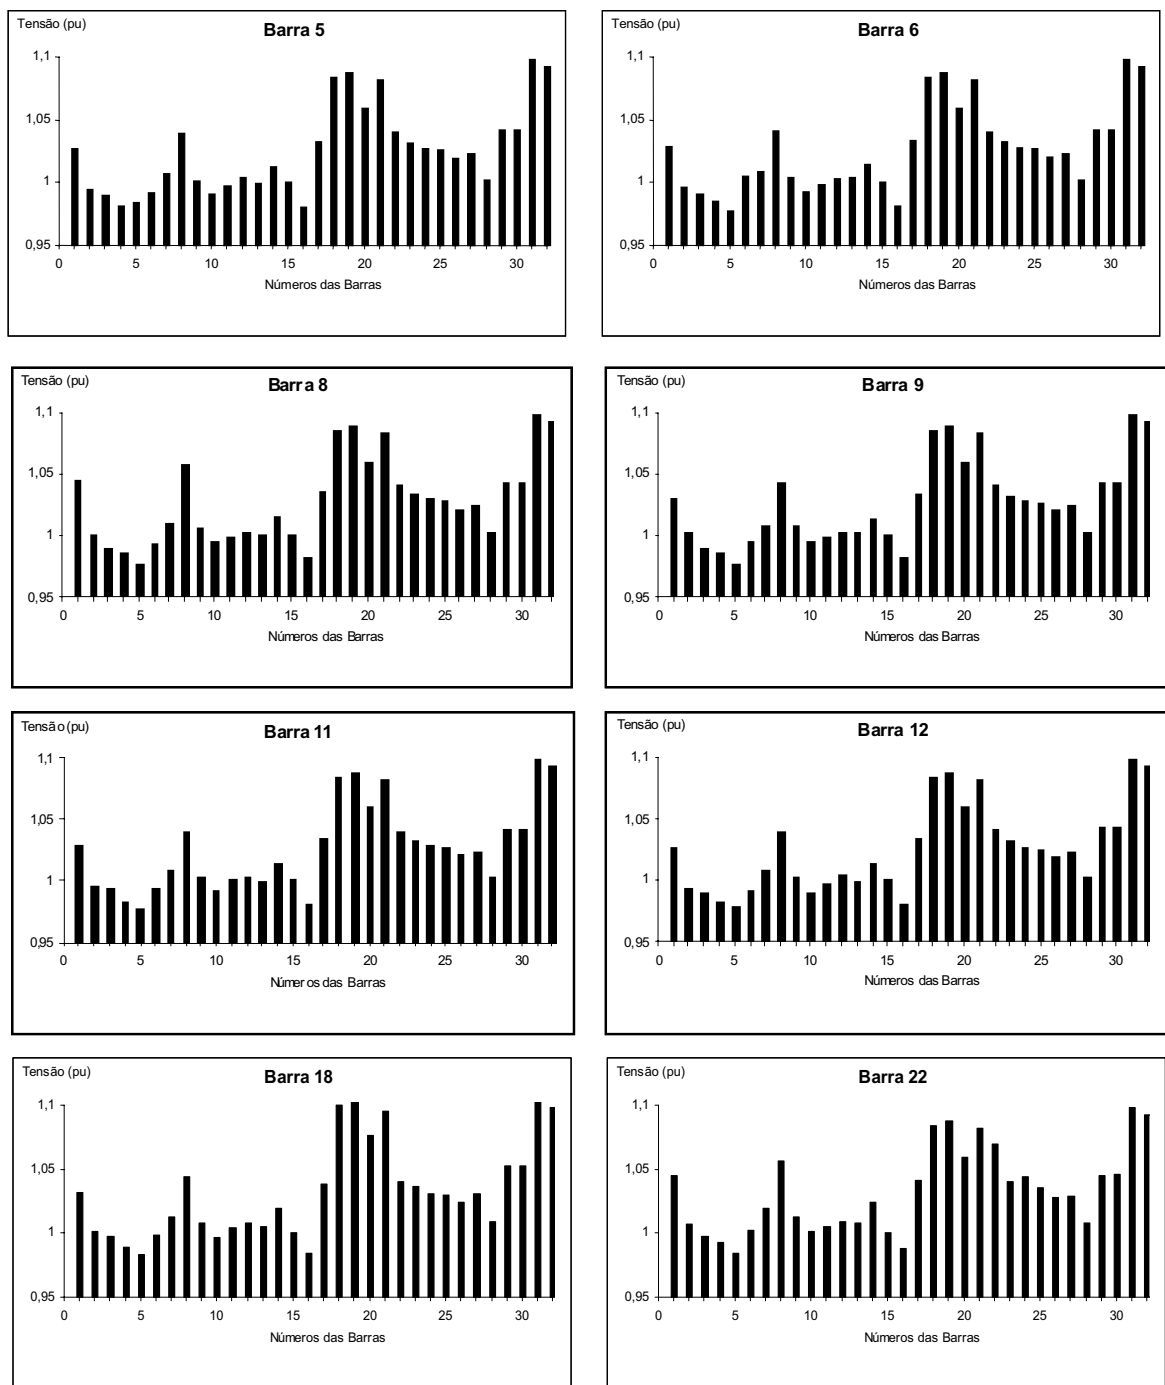 Tensão (pu)
Barra 5
1,1
1,05
1
0,95
0 5 10 15 20 25 30
Números das Barras
Tensão (pu)
Barra 6
1,1
1,05
1
0,95
0 5 10 15 20 25 30
Números das Barras
Tensão (pu)
Barra 8
1,1
1,05
1
0,95
0 5 10 15 20 25 30
Números das Barras
Tensão (pu)
Barra 9
1,1
1,05
1
0,95
0 5 10 15 20 25 30
Números das Barras
Tensão (pu)
Barra 11
1,1
1,05
1
0,95
0 5 10 15 20 25 30
Números das Barras
Tensão (pu)
Barra 12
1,1
1,05
1
0,95
0 5 10 15 20 25 30
Números das Barras
Tensão (pu)
Barra 18
1,1
1,05
1
0,95
0 5 10 15 20 25 30
Números das Barras
Tensão (pu)
Barra 22
1,1
1,05
1
0,95
0 5 10 15 20 25 30
Números das Barras